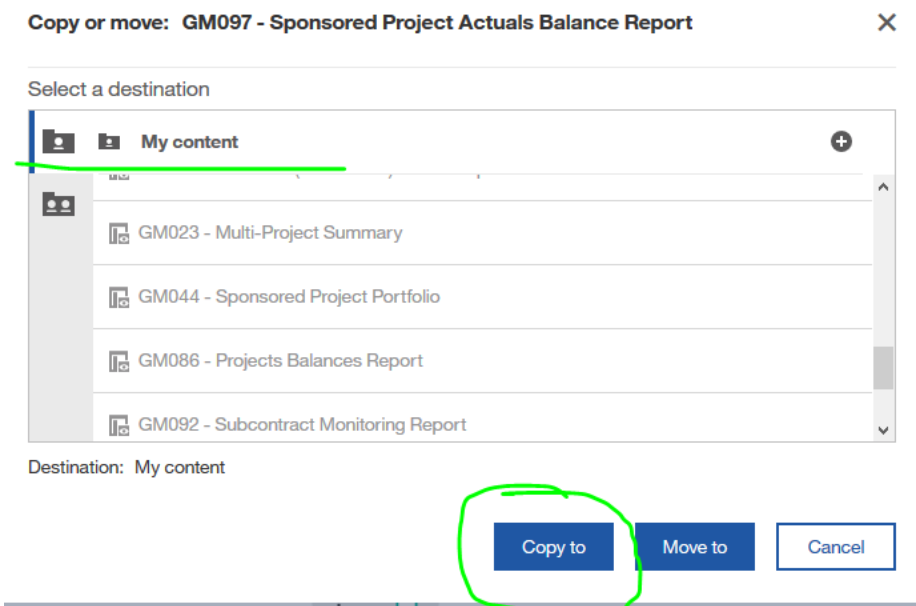 Copy or move: GM097 - Sponsored Project Actuals Balance Report
Select a destination
My content
GM023 - Multi-Project Summary
GM044 - Sponsored Project Portfolio
GM086 - Projects Balances Report
GM092 - Subcontract Monitoring Report
Destination: My content
Copy to Move to Cancel